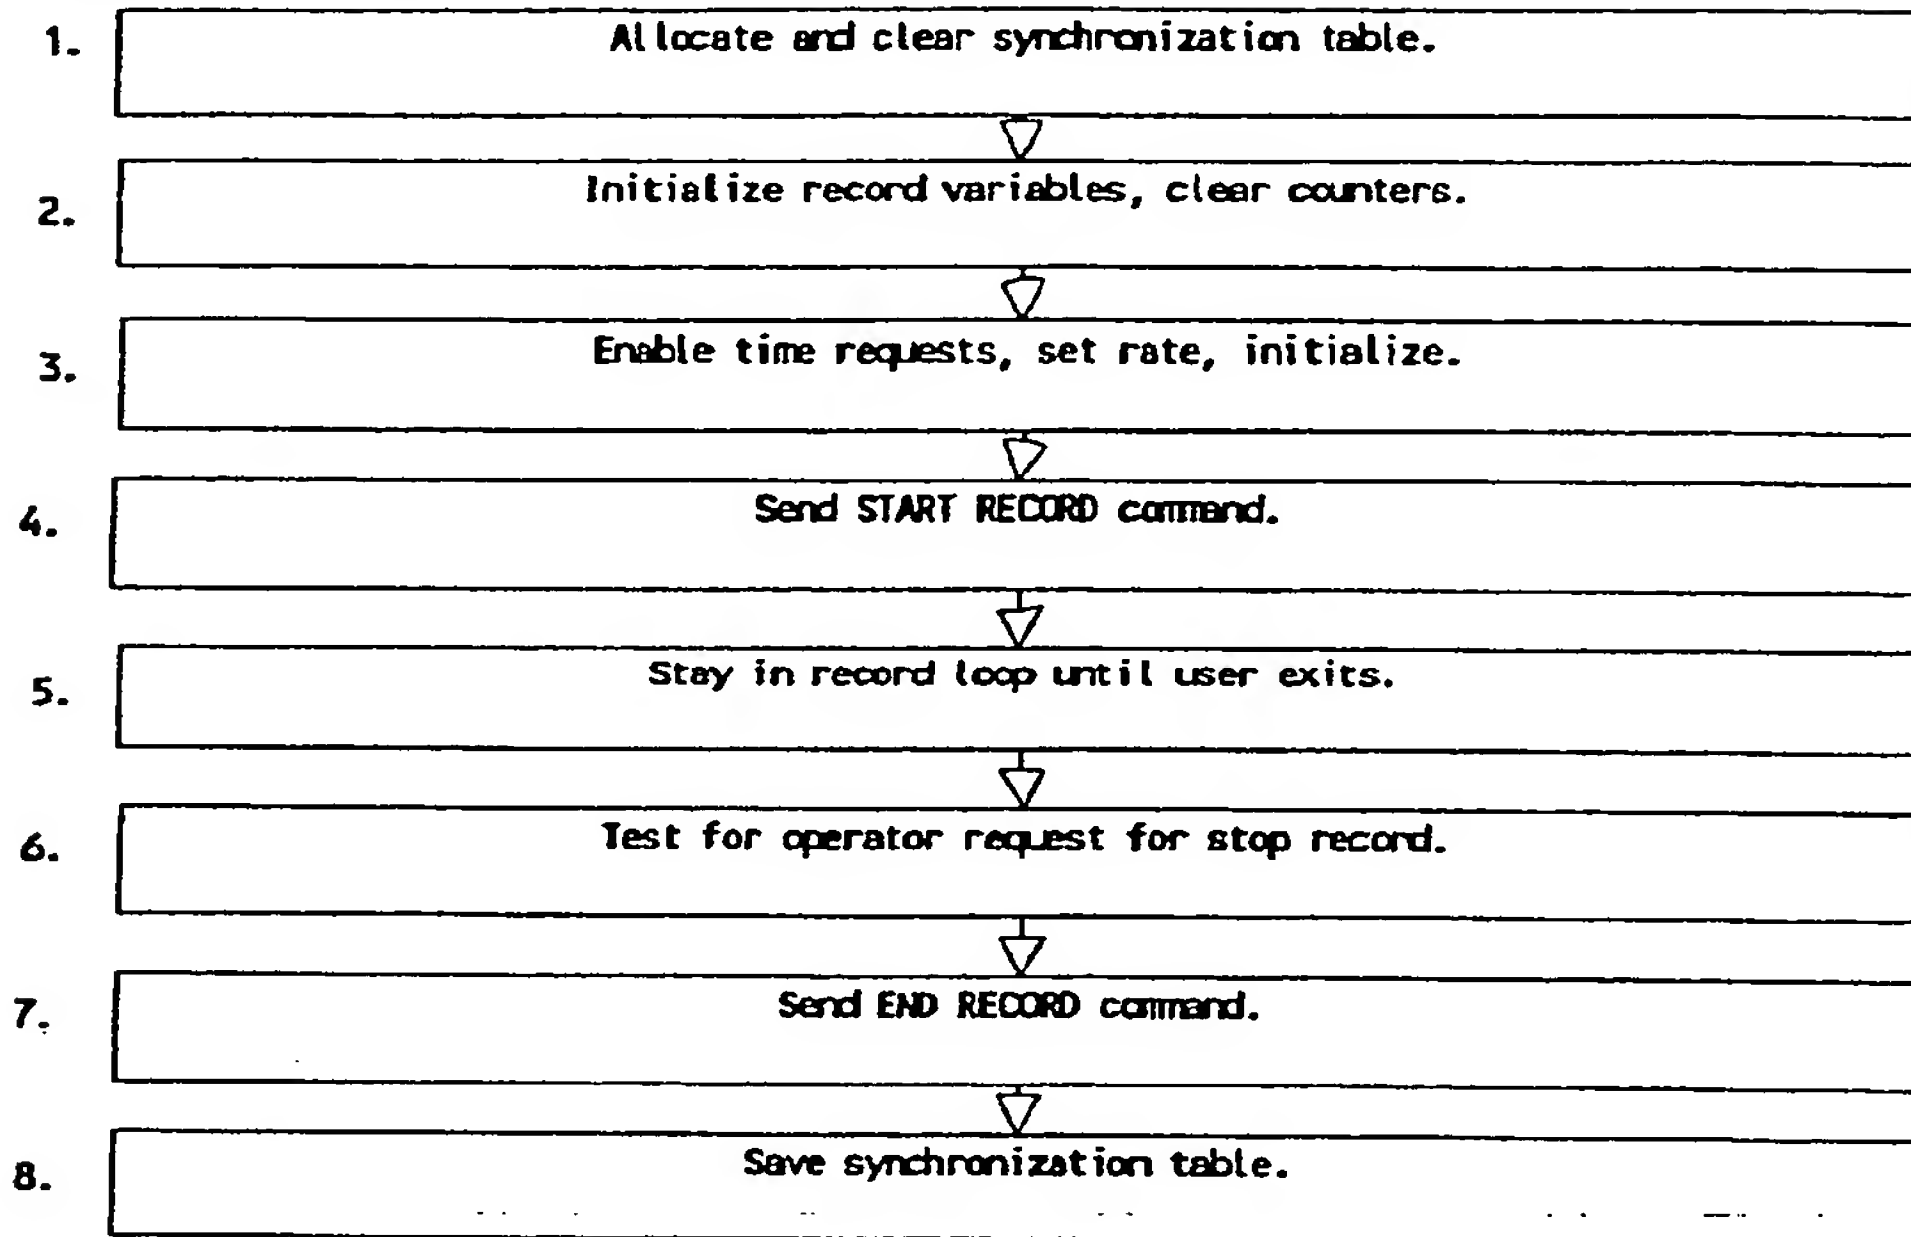 1. Allocate and clear synchronization table.
2. Initialize record variables, clear counters.
3. Enable time requests, set rate, initialize.
4. Send START RECORD command.
5. Stay in record loop until user exits.
6. Test for operator request for stop record.
7. Send END RECORD command.
8. Save synchronization table.